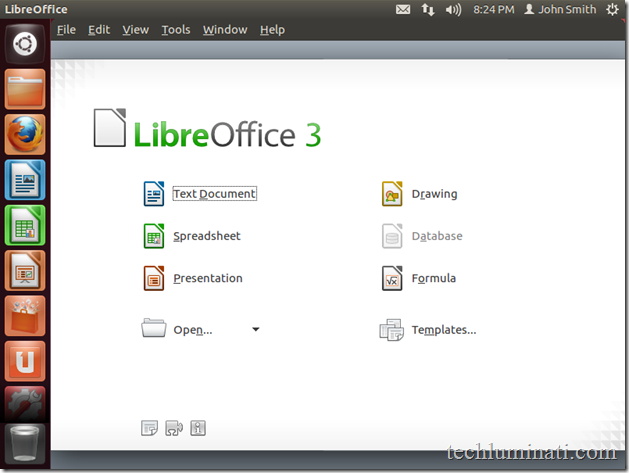 LibreOffice 8:24 PM John Smith
File Edit View Tools Window Help
LibreOffice 3
Text Document Drawing
Spreadsheet Database
Presentation Formula
Open... Templates...
techluminati.com